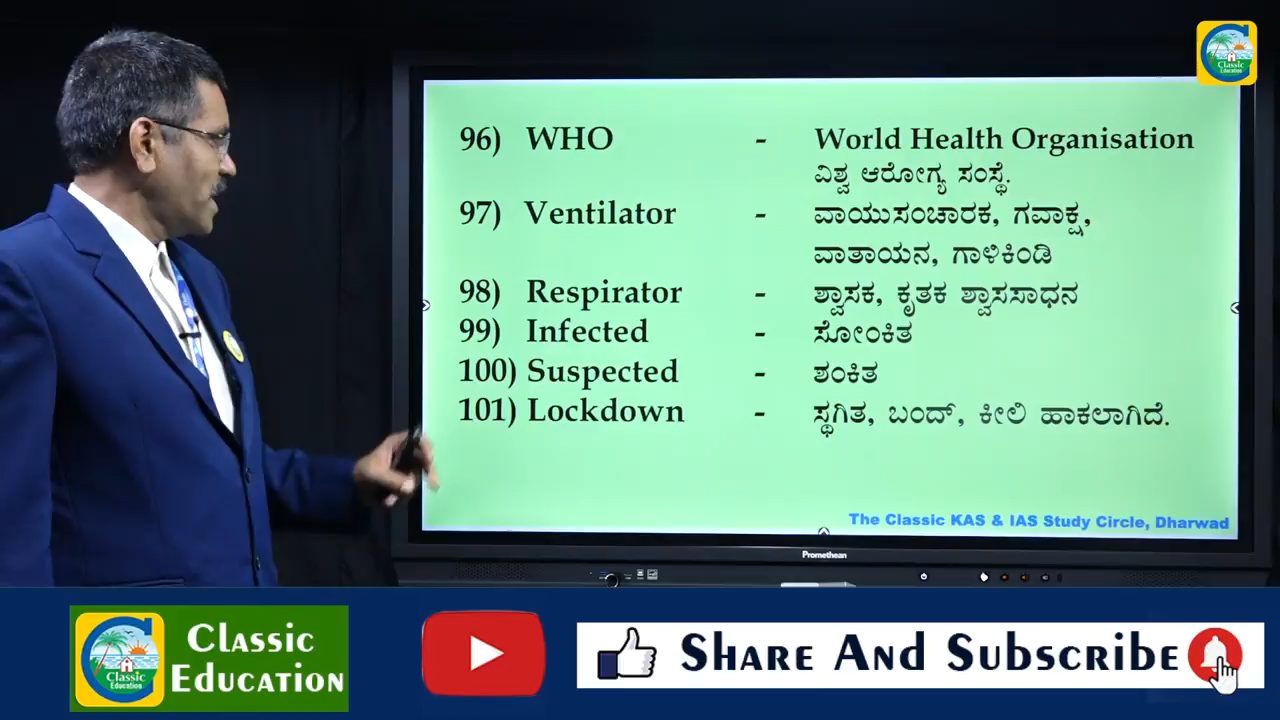 Classic
Education
96) WHO - World Health Organisation
ವಿಶ್ವ ಆರೋಗ್ಯ ಸಂಸ್ಥೆ.
97) Ventilator - ವಾಯುಸಂಚಾರಕ, ಗವಾಕ್ಷ,
ವಾತಾಯನ, ಗಾಳಿಕಿಂಡಿ
98) Respirator - ಶ್ವಾಸಕ, ಕೃತಕ ಶ್ವಾಸಸಾಧನ
99) Infected - ಸೋಂಕಿತ
100) Suspected - ಶಂಕಿತ
101) Lockdown - ಸ್ಥಗಿತ, ಬಂದ್, ಕೀಲಿ ಹಾಕಲಾಗಿದೆ.
The Classic KAS & IAS Study Circle, Dharwad
Promethean
Classic
Education
Classic
Education
Share And Subscribe